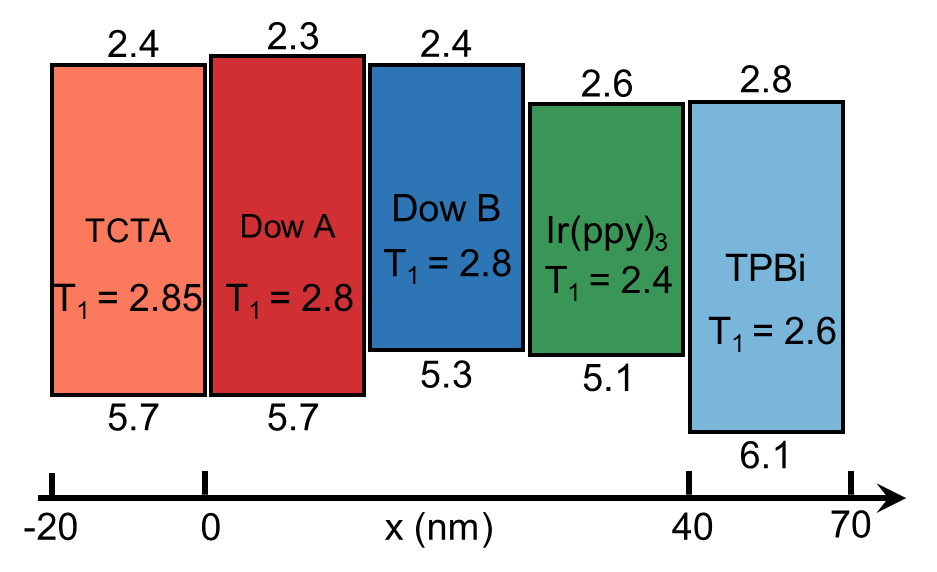 2.4 2.3 2.4 2.6 2.8
TCTA
T1 = 2.85
Dow A
T1 = 2.8
Dow B
T1 = 2.8
Ir(ppy)3
T1 = 2.4
TPBi
T1 = 2.6
5.7 5.7 5.3 5.1 6.1
-20 0 x (nm) 40 70